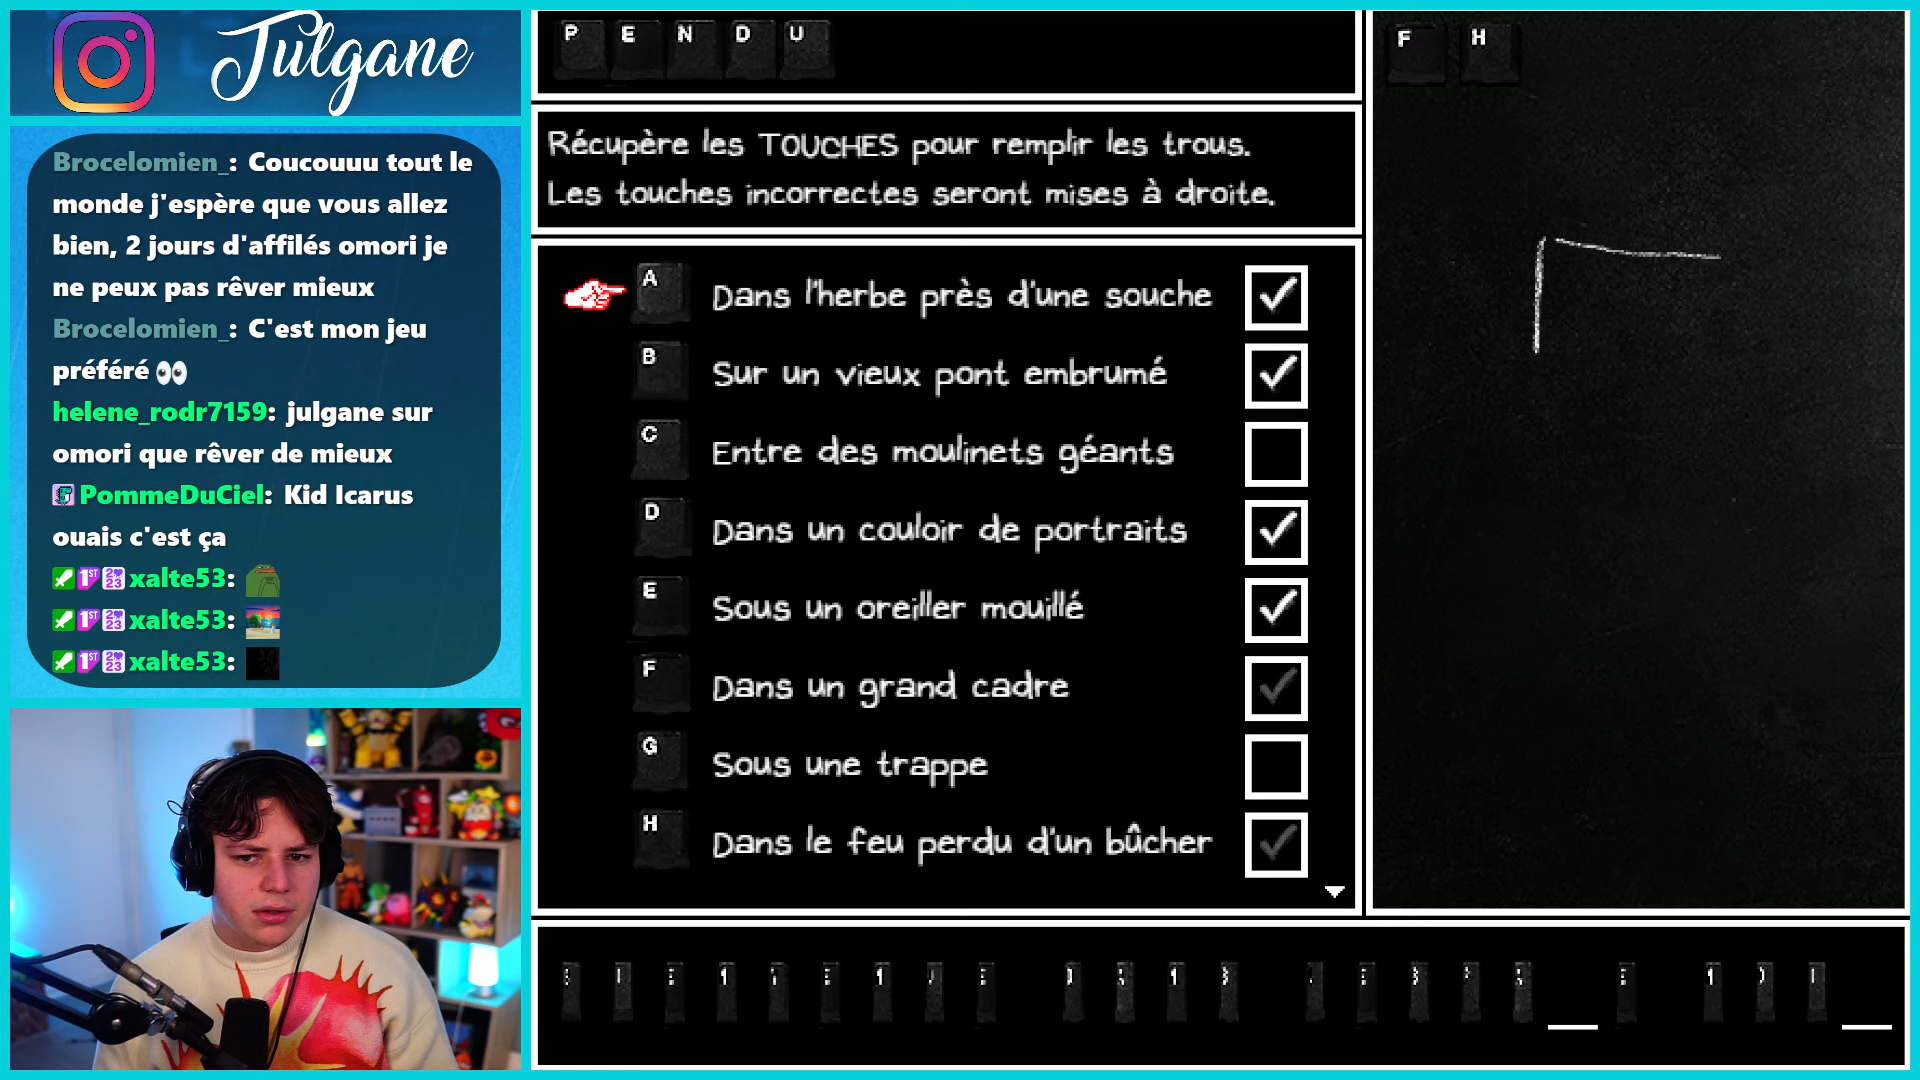 Julgane
Brocelomien_: Coucouuu tout le
monde j'espère que vous allez
bien, 2 jours d'affilés omori je
ne peux pas rêver mieux
Brocelomien_: C'est mon jeu
préféré 👀
helene_rodr7159: julgane sur
omori que rêver de mieux
PommeDuCiel: Kid Icarus
ouais c'est ça
xalte53:
xalte53:
xalte53:
P E N D U
Récupère les TOUCHES pour remplir les trous.
Les touches incorrectes seront mises à droite.
A Dans l'herbe près d'une souche
B Sur un vieux pont embrumé
C Entre des moulinets géants
D Dans un couloir de portraits
E Sous un oreiller mouillé
F Dans un grand cadre
G Sous une trappe
H Dans le feu perdu d'un bûcher
F H